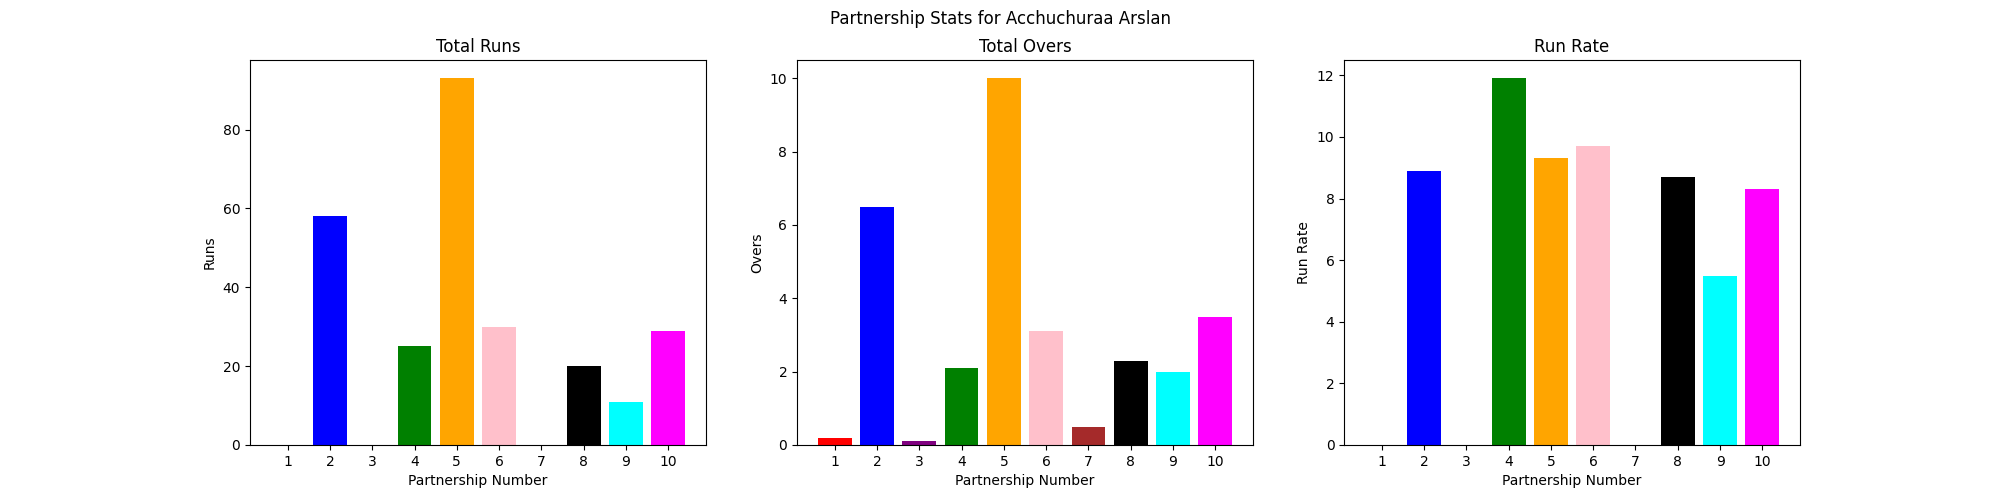 Partnership Stats for Acchuchuraa Arslan
Total Runs
Runs
80
60
40
20
0
1 2 3 4 5 6 7 8 9 10
Partnership Number
Total Overs
Overs
10
8
6
4
2
0
1 2 3 4 5 6 7 8 9 10
Partnership Number
Run Rate
Run Rate
12
10
8
6
4
2
0
1 2 3 4 5 6 7 8 9 10
Partnership Number